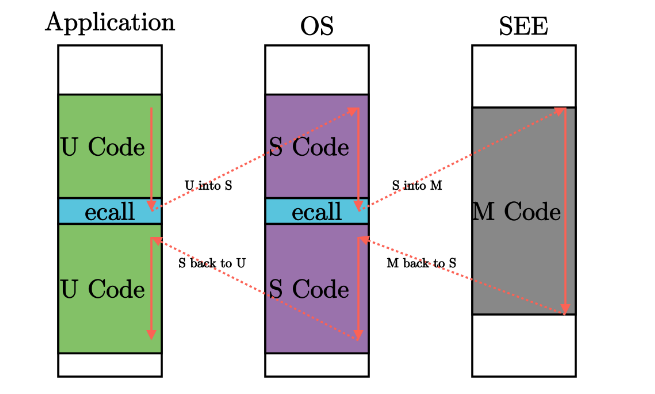 Application
OS
SEE
U Code
S Code
U into S
S into M
ecall
ecall
M Code
S back to U
M back to S
U Code
S Code